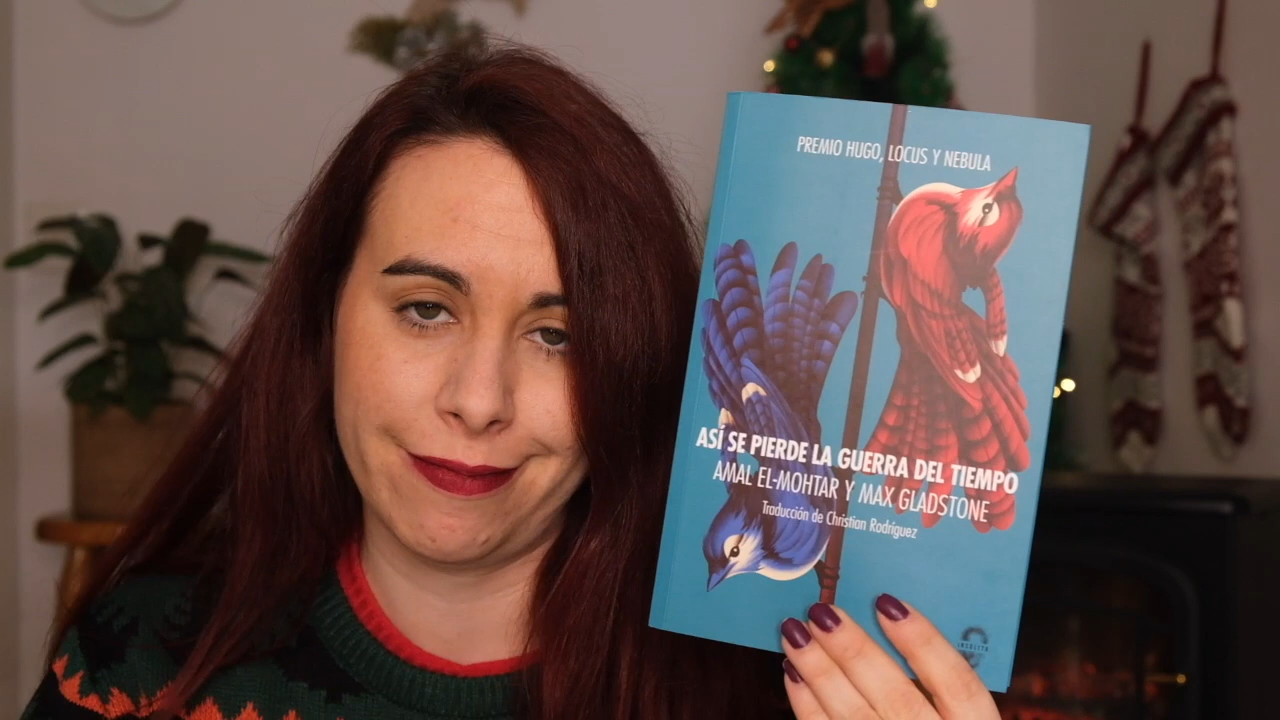 PREMIO HUGO, LOCUS Y NEBULA
ASÍ SE PIERDE LA GUERRA DEL TIEMPO
AMAL EL-MOHTAR Y MAX GLADSTONE
Traducción de Christian Rodríguez
INSÓLITA